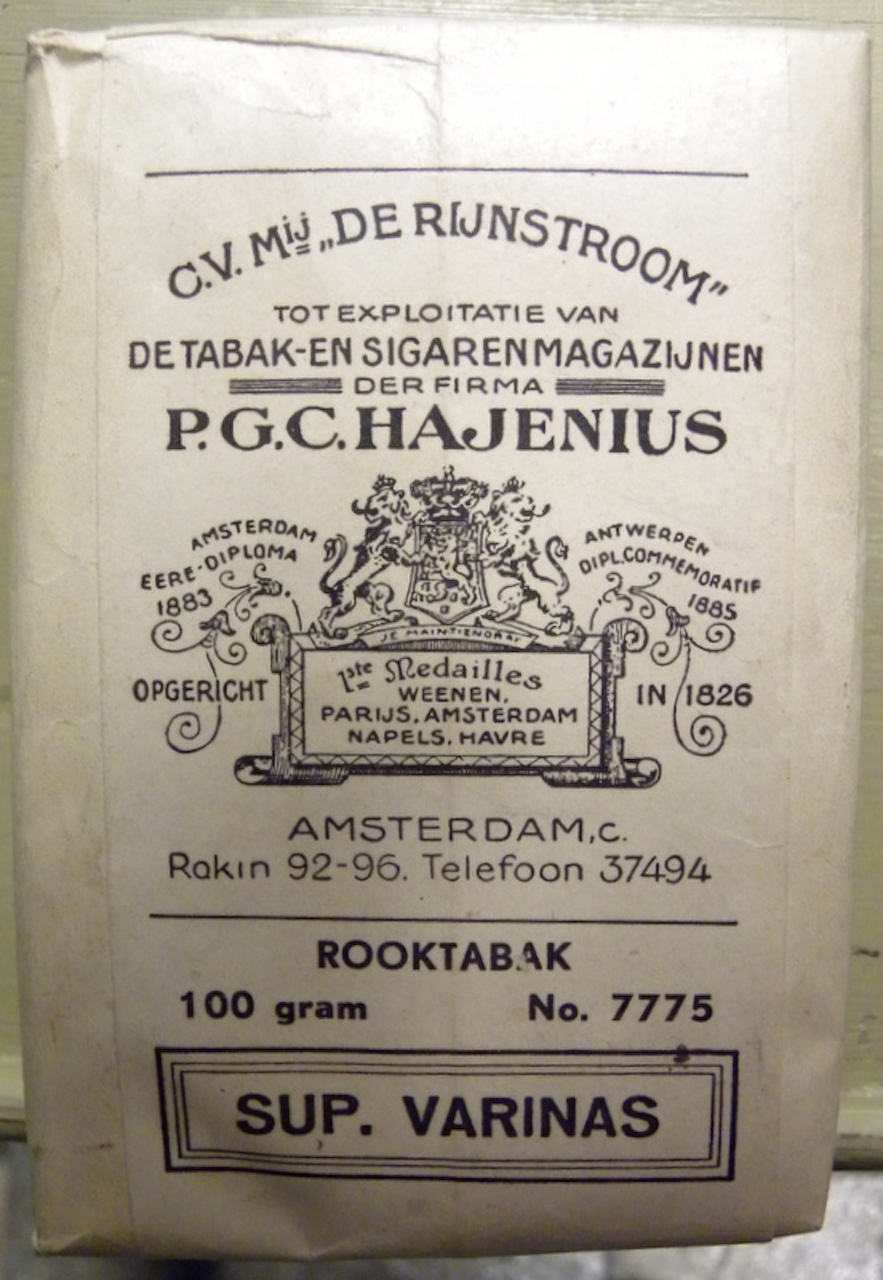 C.V. Mij „DE RIJNSTROOM”
TOT EXPLOITATIE VAN
DE TABAK-EN SIGARENMAGAZIJNEN
DER FIRMA
P.G.C. HAJENIUS
AMSTERDAM
EERE-DIPLOMA
1883
ANTWERPEN
DIPL. COMMEMORATIF
1885
JE MAINTIENDRAI
OPGERICHT IN 1826
1ste Medailles
WEENEN,
PARIJS, AMSTERDAM
NAPELS, HAVRE
AMSTERDAM, C.
Rokin 92-96. Telefoon 37494
ROOKTABAK
100 gram No. 7775
SUP. VARINAS